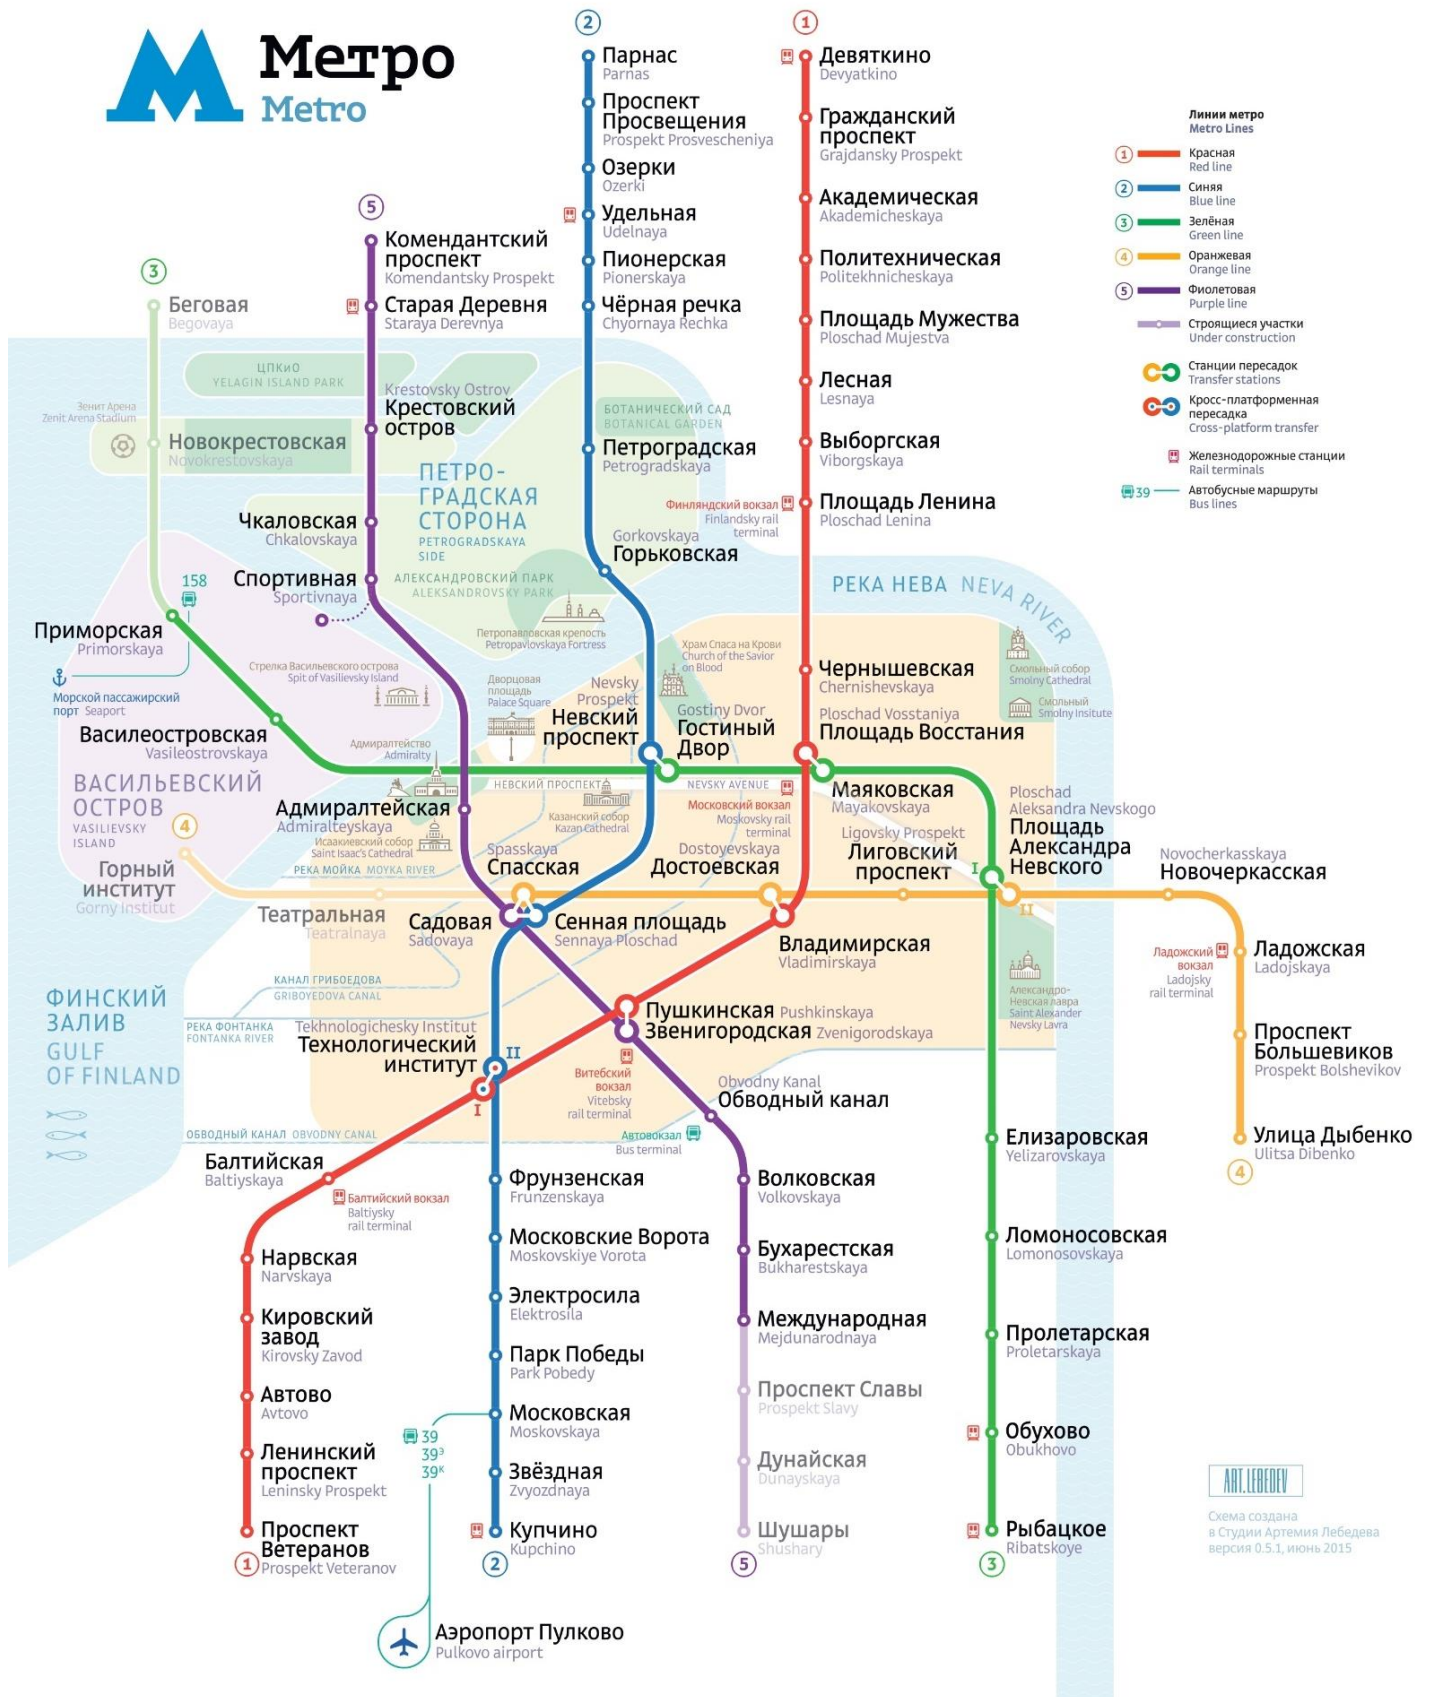 Метро
Metro
2
1
Парнас
Parnas
Проспект
Просвещения
Prospekt Prosvescheniya
Озерки
Ozerki
Удельная
Udelnaya
Пионерская
Pionerskaya
Чёрная речка
Chyornaya Rechka
Петроградская
Petrogradskaya
Gorkovskaya
Горьковская
Девяткино
Devyatkino
Гражданский
проспект
Grajdansky Prospekt
Академическая
Akademicheskaya
Политехническая
Politekhnicheskaya
Площадь Мужества
Ploschad Mujestva
Лесная
Lesnaya
Выборгская
Viborgskaya
Площадь Ленина
Ploschad Lenina
Финляндский вокзал
Finlandsky rail
terminal
Линии метро
Metro Lines
1
Красная
Red line
2
Синяя
Blue line
3
Зелёная
Green line
4
Оранжевая
Orange line
5
Фиолетовая
Purple line
Строящиеся участки
Under construction
Станции пересадок
Transfer stations
Кросс-платформенная
пересадка
Cross-platform transfer
Железнодорожные станции
Rail terminals
39
Автобусные маршруты
Bus lines
5
Комендантский
проспект
Komendantsky Prospekt
Старая Деревня
Staraya Derevnya
Krestovsky Ostrov
Крестовский
остров
Чкаловская
Chkalovskaya
Спортивная
Sportivnaya
3
Беговая
Begovaya
ЦПКиО
YELAGIN ISLAND PARK
Зенит Арена
Zenit Arena Stadium
Новокрестовская
Novokrestovskaya
БОТАНИЧЕСКИЙ САД
BOTANICAL GARDEN
ПЕТРО-
ГРАДСКАЯ
СТОРОНА
PETROGRADSKAYA
SIDE
АЛЕКСАНДРОВСКИЙ ПАРК
ALEKSANDROVSKY PARK
Петропавловская крепость
Petropavlovskaya Fortress
РЕКА НЕВА NEVA RIVER
158
Приморская
Primorskaya
Морской пассажирский
порт Seaport
Стрелка Васильевского острова
Spit of Vasilievsky Island
Василеостровская
Vasileostrovskaya
ВАСИЛЬЕВСКИЙ
ОСТРОВ
VASILIEVSKY
ISLAND
4
Горный
институт
Gorny Institut
Театральная
Teatralnaya
Дворцовая
площадь
Palace Square
Адмиралтейство
Admiralty
Адмиралтейская
Admiralteyskaya
Исаакиевский собор
Saint Isaac's Cathedral
РЕКА МОЙКА MOYKA RIVER
Nevsky
Prospekt
Невский
проспект
Храм Спаса на Крови
Church of the Savior
on Blood
Gostiny Dvor
Гостиный
Двор
НЕВСКИЙ ПРОСПЕКТ
NEVSKY AVENUE
Казанский собор
Kazan Cathedral
Чернышевская
Chernishevskaya
Ploschad Vosstaniya
Площадь Восстания
Смольный собор
Smolny Cathedral
Смольный
Smolny Insitute
Маяковская
Mayakovskaya
Московский вокзал
Moskovsky rail
terminal
Spasskaya
Спасская
Dostoyevskaya
Достоевская
Ligovsky Prospekt
Лиговский
проспект
Ploschad
Aleksandra Nevskogo
Площадь
Александра
Невского
I
II
Novocherkasskaya
Новочеркасская
Садовая
Sadovaya
Сенная площадь
Sennaya Ploschad
Владимирская
Vladimirskaya
Ладожский
вокзал
Ladojsky
rail terminal
Ладожская
Ladojskaya
Проспект
Большевиков
Prospekt Bolshevikov
Улица Дыбенко
Ulitsa Dibenko
4
Александро-
Невская лавра
Saint Alexander
Nevsky Lavra
КАНАЛ ГРИБОЕДОВА
GRIBOYEDOVA CANAL
ФИНСКИЙ
ЗАЛИВ
GULF
OF FINLAND
РЕКА ФОНТАНКА
FONTANKA RIVER
Tekhnologichesky Institut
Технологический
институт
II
I
Пушкинская Pushkinskaya
Звенигородская Zvenigorodskaya
Витебский
вокзал
Vitebsky
rail terminal
Obvodny Kanal
Обводный канал
Автовокзал
Bus terminal
ОБВОДНЫЙ КАНАЛ OBVODNY CANAL
Балтийская
Baltiyskaya
Балтийский вокзал
Baltiysky
rail terminal
Нарвская
Narvskaya
Кировский
завод
Kirovsky Zavod
Автово
Avtovo
Ленинский
проспект
Leninsky Prospekt
Проспект
Ветеранов
Prospekt Veteranov
1
Фрунзенская
Frunzenskaya
Московские Ворота
Moskovskiye Vorota
Электросила
Elektrosila
Парк Победы
Park Pobedy
Московская
Moskovskaya
Звёздная
Zvyozdnaya
Купчино
Kupchino
2
39
39Э
39К
Аэропорт Пулково
Pulkovo airport
Волковская
Volkovskaya
Бухарестская
Bukharestskaya
Международная
Mejdunarodnaya
Проспект Славы
Prospekt Slavy
Дунайская
Dunayskaya
Шушары
Shushary
5
Елизаровская
Yelizarovskaya
Ломоносовская
Lomonosovskaya
Пролетарская
Proletarskaya
Обухово
Obukhovo
Рыбацкое
Ribatskoye
3
ART.LEBEDEV
Схема создана
в Студии Артемия Лебедева
версия 0.5.1, июнь 2015